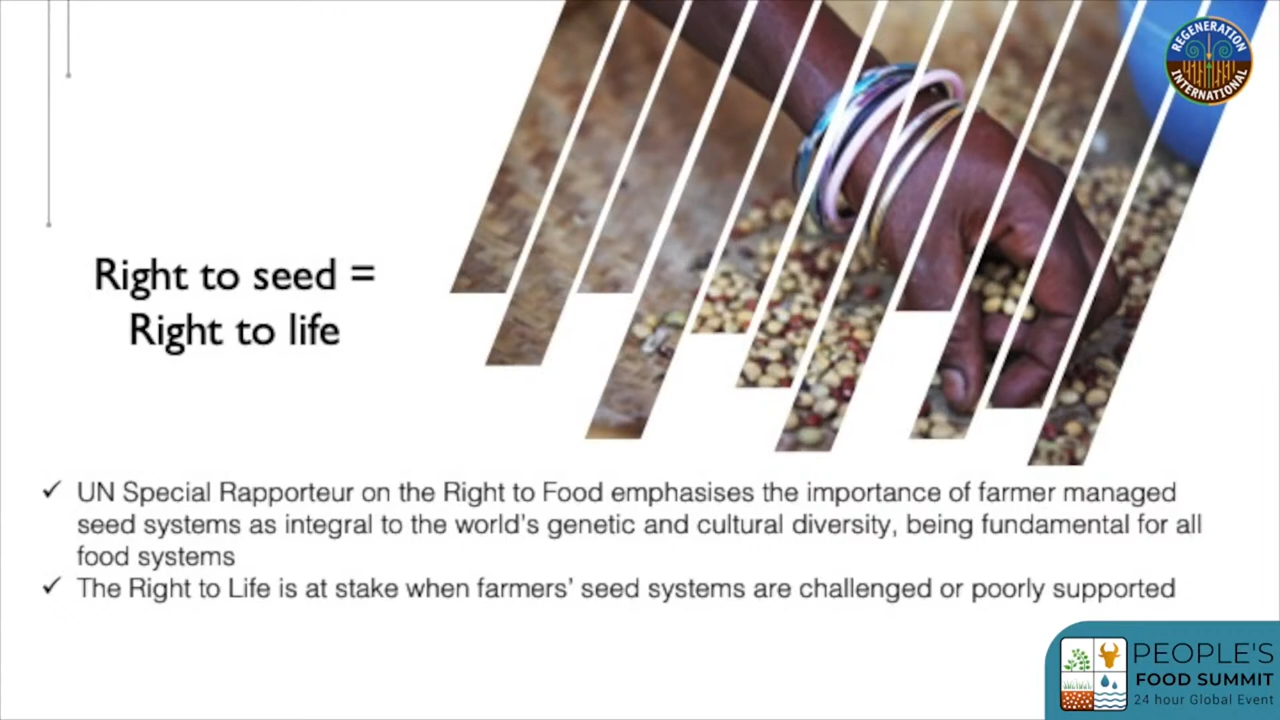 REGENERATION
INTERNATIONAL
Right to seed =
Right to life
✓ UN Special Rapporteur on the Right to Food emphasises the importance of farmer managed
seed systems as integral to the world's genetic and cultural diversity, being fundamental for all
food systems
✓ The Right to Life is at stake when farmers' seed systems are challenged or poorly supported
PEOPLE'S
FOOD SUMMIT
24 hour Global Event